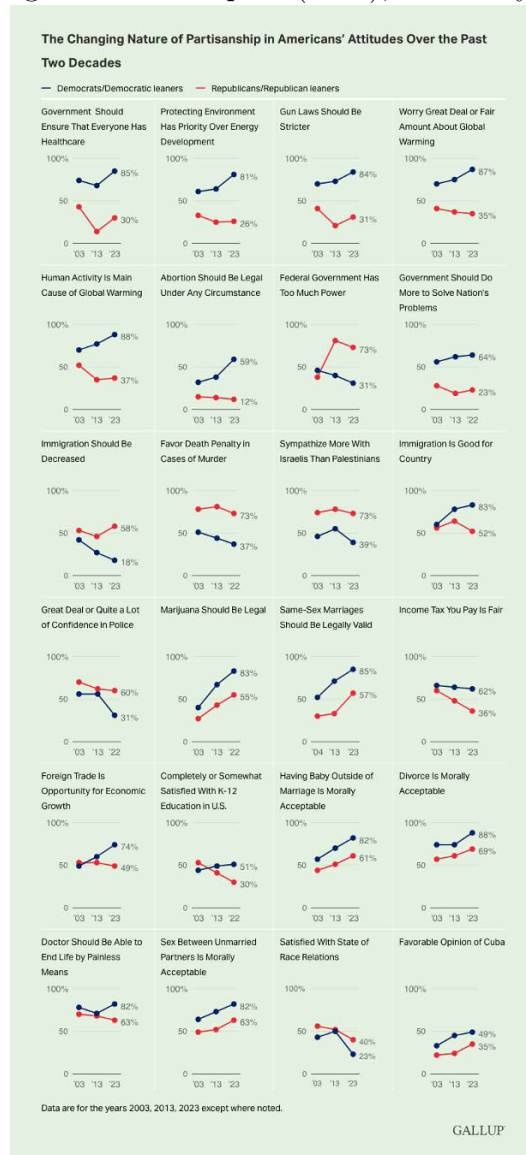 The Changing Nature of Partisanship in Americans' Attitudes Over the Past
Two Decades
Democrats/Democratic leaners Republicans/Republican leaners
Government Should
Ensure That Everyone Has
Healthcare
100%
50
0
85%
30%
'03 '13 '23
Protecting Environment
Has Priority Over Energy
Development
100%
50
0
81%
26%
'03 '13 '23
Gun Laws Should Be
Stricter
100%
50
0
84%
31%
'03 '13 '23
Worry Great Deal or Fair
Amount About Global
Warming
100%
50
0
87%
35%
'03 '13 '23
Human Activity Is Main
Cause of Global Warming
100%
50
0
88%
37%
'03 '13 '23
Abortion Should Be Legal
Under Any Circumstance
100%
50
0
59%
12%
'03 '13 '23
Federal Government Has
Too Much Power
100%
50
0
73%
31%
'03 '13 '23
Government Should Do
More to Solve Nation's
Problems
100%
50
0
64%
23%
'03 '13 '22
Immigration Should Be
Decreased
100%
50
0
58%
18%
'03 '13 '23
Favor Death Penalty in
Cases of Murder
100%
50
0
73%
37%
'03 '13 '22
Sympathize More With
Israelis Than Palestinians
100%
50
0
73%
39%
'03 '13 '23
Immigration Is Good for
Country
100%
50
0
83%
52%
'03 '13 '23
Great Deal or Quite a Lot
of Confidence in Police
100%
50
0
60%
31%
'03 '13 '22
Marijuana Should Be Legal
100%
50
0
83%
55%
'03 '13 '22
Same-Sex Marriages
Should Be Legally Valid
100%
50
0
85%
57%
'04 '13 '23
Income Tax You Pay Is Fair
100%
50
0
62%
36%
'03 '13 '23
Foreign Trade Is
Opportunity for Economic
Growth
100%
50
0
74%
49%
'03 '13 '23
Completely or Somewhat
Satisfied With K-12
Education in U.S.
100%
50
0
51%
30%
'03 '13 '22
Having Baby Outside of
Marriage Is Morally
Acceptable
100%
50
0
82%
61%
'03 '13 '23
Divorce Is Morally
Acceptable
100%
50
0
88%
69%
'03 '13 '23
Doctor Should Be Able to
End Life by Painless
Means
100%
50
0
82%
63%
'03 '13 '23
Sex Between Unmarried
Partners Is Morally
Acceptable
100%
50
0
82%
63%
'03 '13 '23
Satisfied With State of
Race Relations
100%
50
0
40%
23%
'03 '13 '23
Favorable Opinion of Cuba
100%
50
0
49%
35%
'03 '13 '23
Data are for the years 2003, 2013, 2023 except where noted.
GALLUP